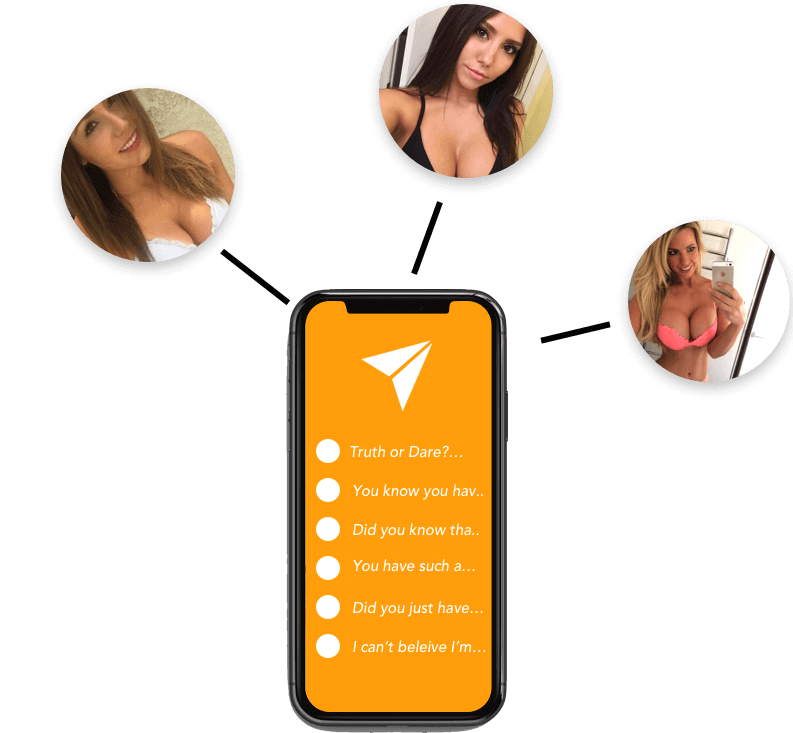 Truth or Dare?...
You know you hav..
Did you know tha..
You have such a...
Did you just have...
I can't beleive I'm...